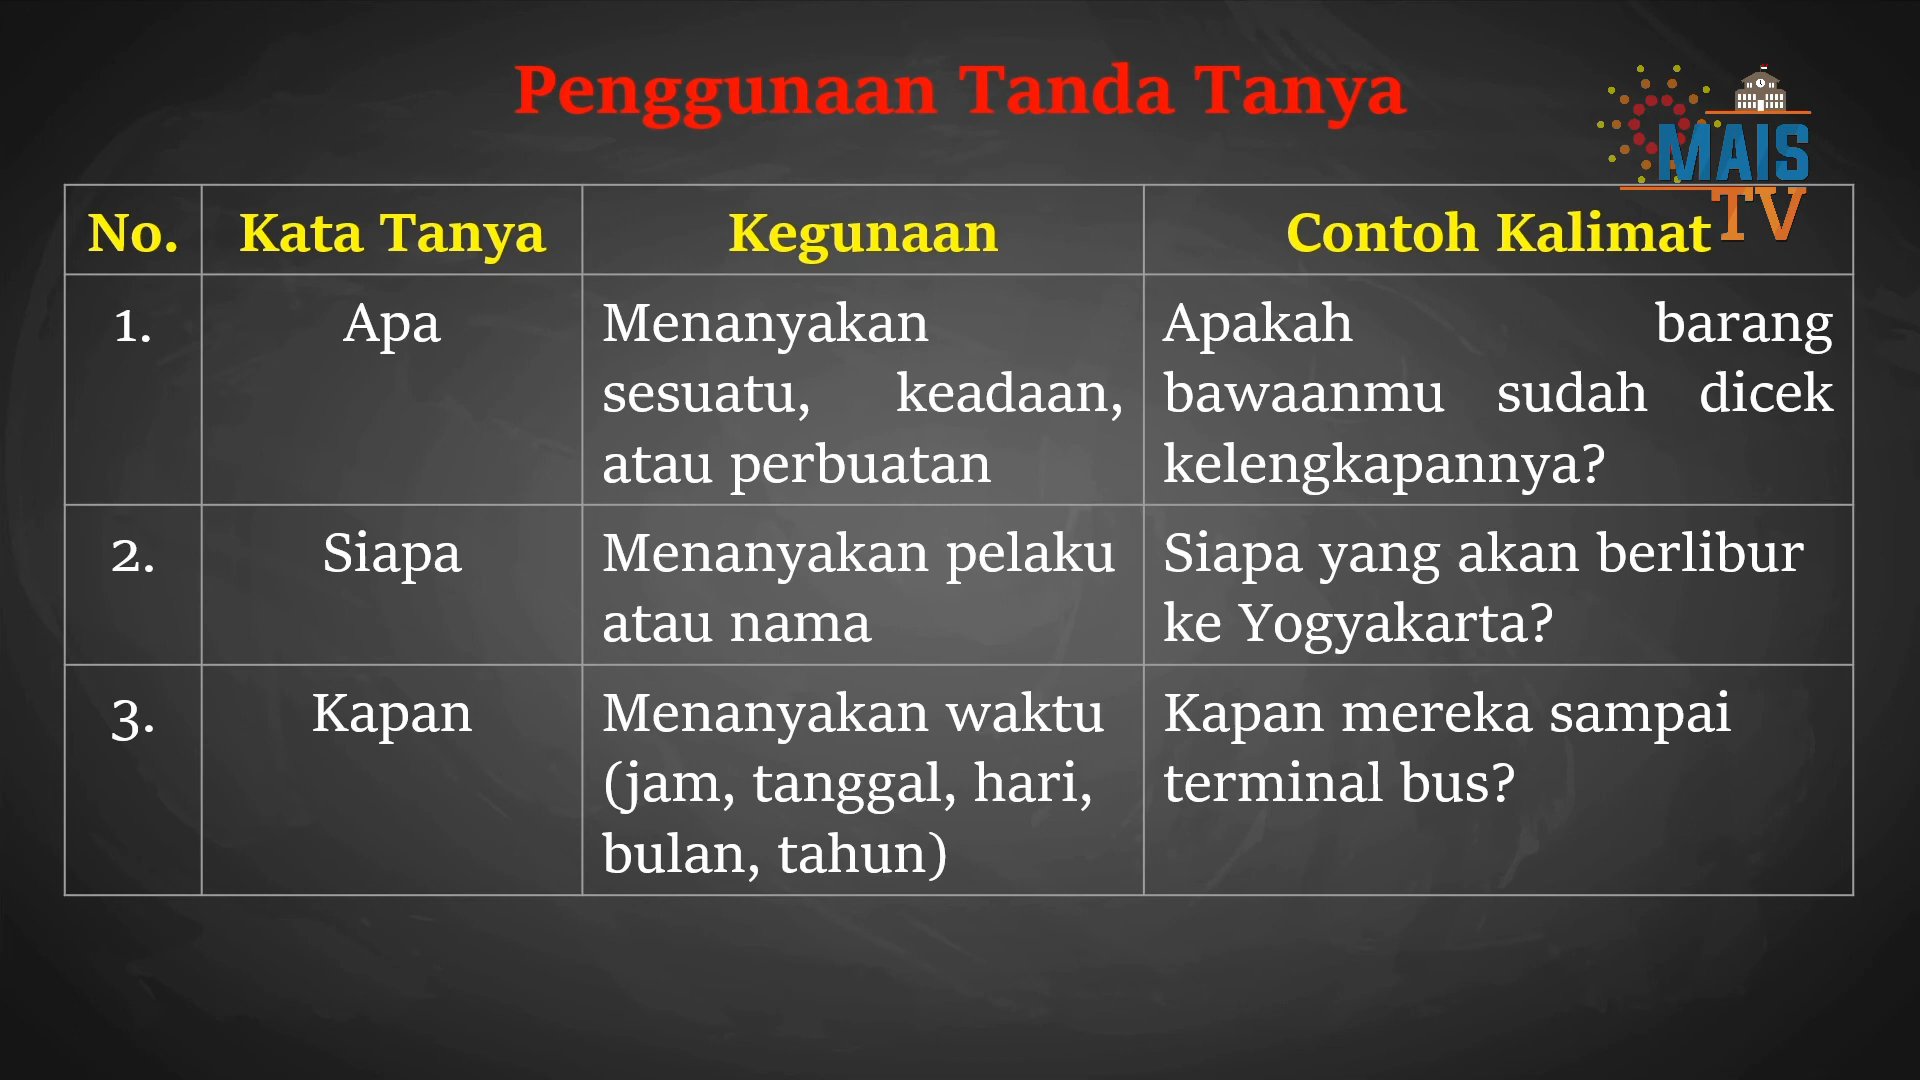 Penggunaan Tanda Tanya
MAIS
TV
No.
Kata Tanya
Kegunaan
Contoh Kalimat
1.
Apa
Menanyakan
sesuatu, keadaan,
atau perbuatan
Apakah barang
bawaanmu sudah dicek
kelengkapannya?
2.
Siapa
Menanyakan pelaku
atau nama
Siapa yang akan berlibur
ke Yogyakarta?
3.
Kapan
Menanyakan waktu
(jam, tanggal, hari,
bulan, tahun)
Kapan mereka sampai
terminal bus?